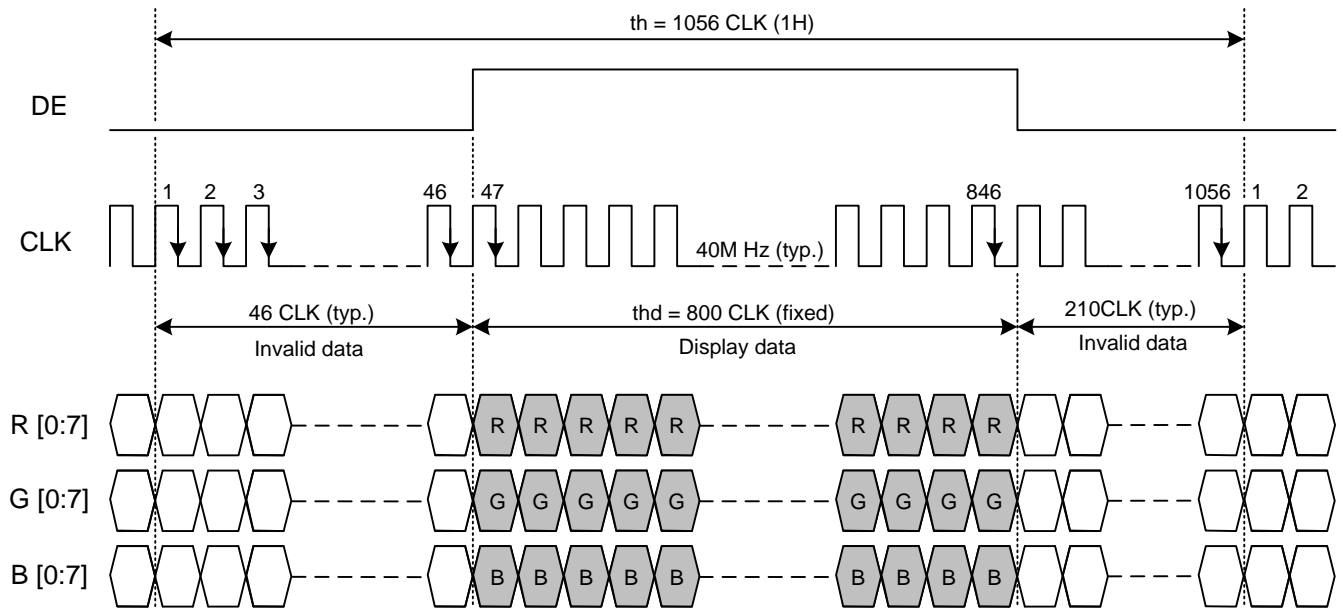 th = 1056 CLK (1H)
DE
1 2 3 46 47 846 1056 1 2
CLK
40M Hz (typ.)
46 CLK (typ.) thd = 800 CLK (fixed) 210CLK (typ.)
Invalid data Display data Invalid data
R [0:7] R R R R R R R R R
G [0:7] G G G G G G G G G
B [0:7] B B B B B B B B B